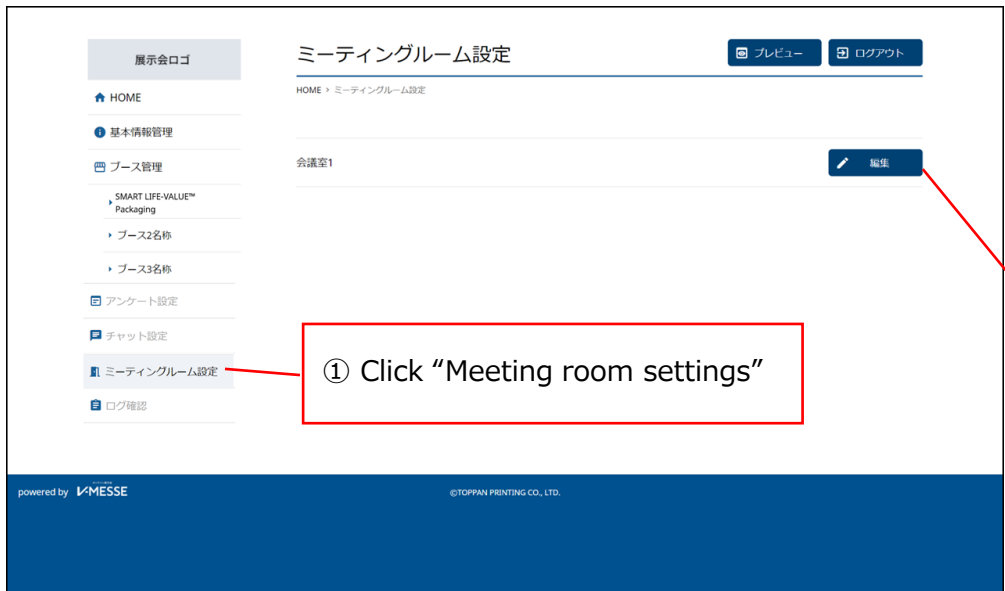 展示会ロゴ
HOME
基本情報管理
ブース管理
SMART LIFE-VALUE™
Packaging
ブース2名称
ブース3名称
アンケート設定
チャット設定
ミーティングルーム設定
ログ確認
ミーティングルーム設定
プレビュー
ログアウト
HOME › ミーティングルーム設定
会議室1
編集
① Click “Meeting room settings”
powered by V-MESSE
©TOPPAN PRINTING CO., LTD.